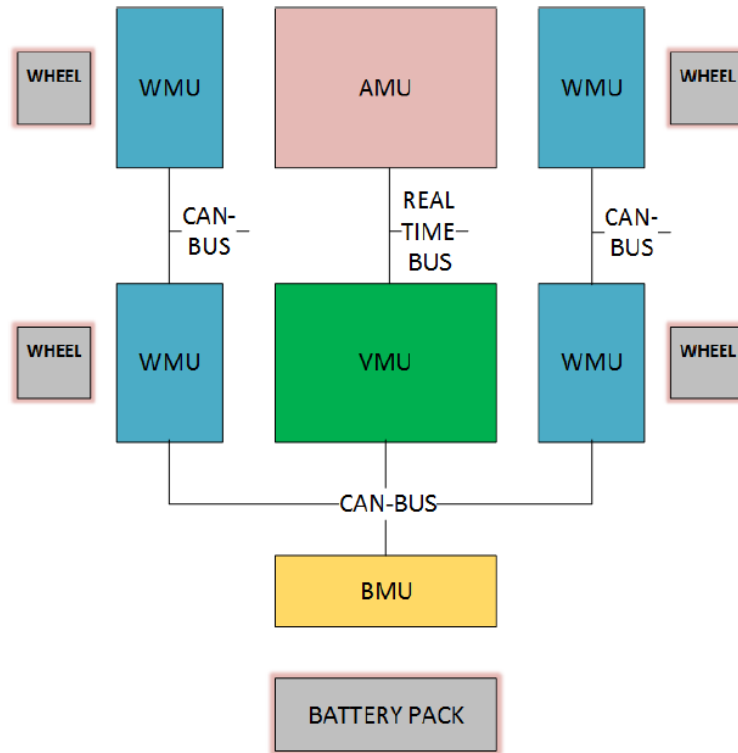 WHEEL
WMU
AMU
WMU
WHEEL
CAN-
BUS
REAL
TIME
BUS
CAN-
BUS
WHEEL
WMU
VMU
WMU
WHEEL
CAN-BUS
BMU
BATTERY PACK